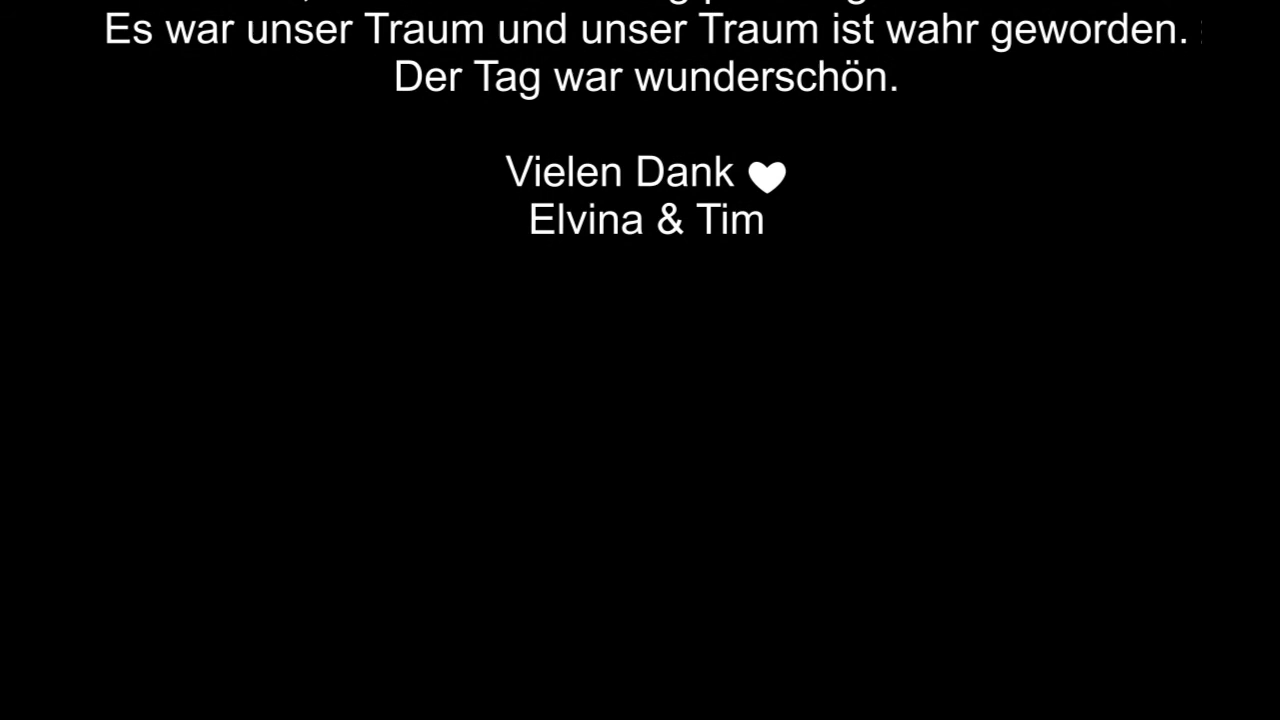 Es war unser Traum und unser Traum ist wahr geworden.
Der Tag war wunderschön.
Vielen Dank ♥
Elvina & Tim